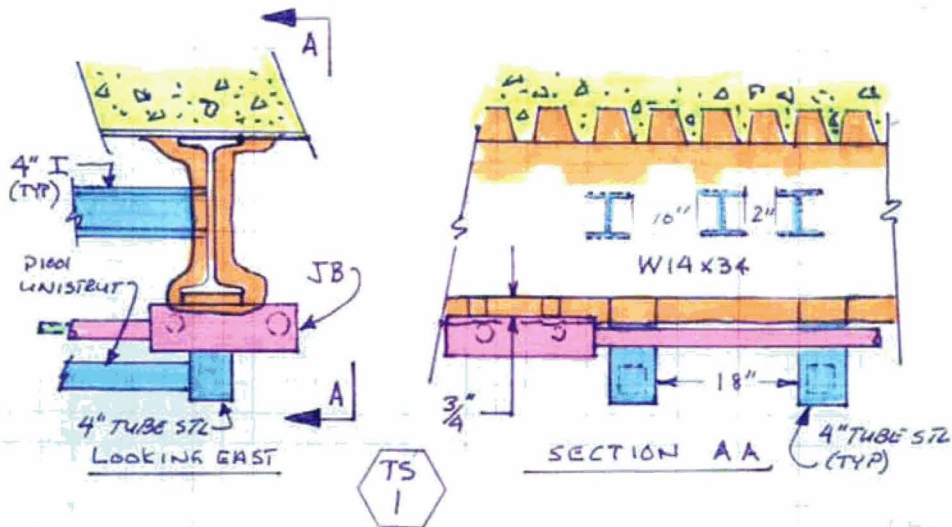 A
4" I
(TYP)
P1001
UNISTRUT
JB
A
4" TUBE STL
LOOKING EAST
TS
1
10"
2"
W14x34
3/4"
18"
4" TUBE STL
(TYP)
SECTION AA